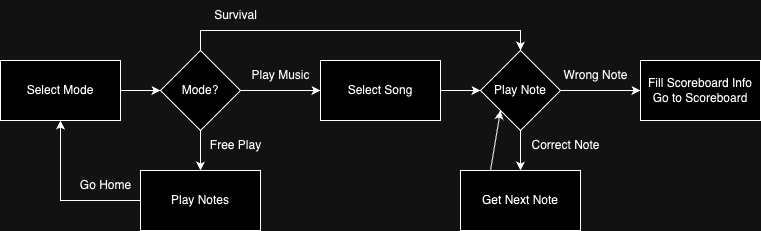 Survival
Select Mode
Mode?
Play Music
Select Song
Play Note
Wrong Note
Fill Scoreboard Info
Go to Scoreboard
Free Play
Correct Note
Go Home
Play Notes
Get Next Note